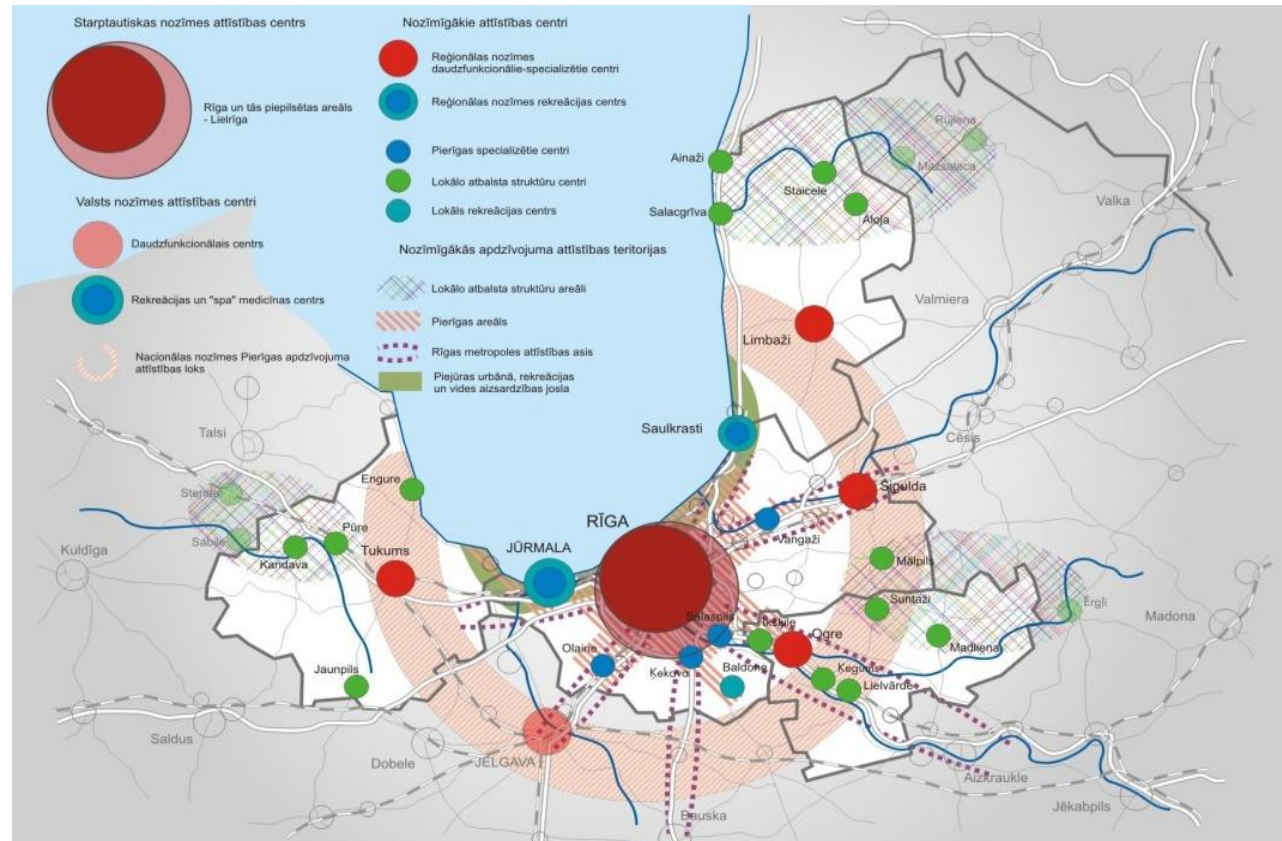 Starptautiskas nozīmes attīstības centrs
Rīga un tās piepilsētas areāls
- Lielrīga
Valsts nozīmes attīstības centri
Daudzfunkcionālais centrs
Rekreācijas un "spa" medicīnas centrs
Nacionālas nozīmes Pierīgas apdzīvojuma
attīstības loks
Nozīmīgākie attīstības centri
Reģionālas nozīmes
daudzfunkcionālie-specializētie centri
Reģionālas nozīmes rekreācijas centrs
Pierīgas specializētie centri
Lokālo atbalsta struktūru centri
Lokāls rekreācijas centrs
Nozīmīgākās apdzīvojuma attīstības teritorijas
Lokālo atbalsta struktūru areāli
Pierīgas areāls
Rīgas metropoles attīstības asis
Piejūras urbānā, rekreācijas
un vides aizsardzības josla
Rūjiena
Ainaži
Mazsalaca
Staicele
Valka
Salacgrīva
Aloja
Valmiera
Limbaži
Talsi
Saulkrasti
Cēsis
Engure
Sigulda
Stende
RĪGA
Pūre
Sabile
Vangaži
Kuldīga
Kandava
Tukums
JŪRMALA
Mālpils
Suntaži
Ērgļi
Madona
Salaspils
Ikšķile
Ogre
Madliena
Olaine
Ķekava
Baldone
Ķegums
Jaunpils
Lielvārde
Saldus
Dobele
JELGAVA
Aizkraukle
Jēkabpils
Bauska